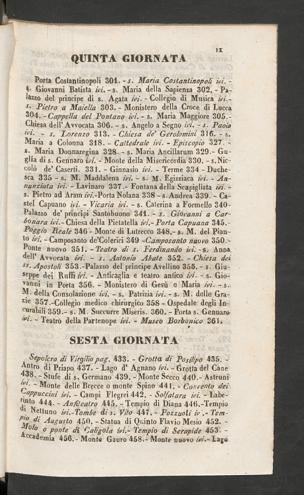 IX
QUINTA GIORNATA
Porta Costantinopoli 301. - s. Maria Costantinopoli ivi. -
s. Giovanni Batista ivi. - s. Maria della Sapienza 302. - Pa-
lazzo del principe di s. Agata ivi. - Collegio di Musica ivi. -
s. Pietro a Maiella 303. - Monistero della Croce di Lucca
304. - Cappella del Pontano ivi. - s. Maria Maggiore 305. -
Chiesa dell'Avvocata 306. - s. Angelo a Segno ivi. - s. Paolo
ivi. - s. Lorenzo 313. - Chiesa de' Gerolomini 316. - s.
Maria a Colonna 318. - Cattedrale ivi. - Episcopio 327. -
s. Maria Donnaregina 328. - s. Maria Ancillarum 329. - Gu-
glia di s. Gennaro ivi. - Monte della Misericordia 330. - s. Nic-
colò de' Caserti. 331. - Ginnasio ivi. - Terme 334 - Duche-
sca 335 - s. M. Maddalena ivi. - s. M. Egiziaca ivi. - An-
nunziata ivi. - Lavinaro 337. - Fontana della Scapigliata ivi. -
s. Pietro ad Aram ivi. - Porta Nolana 338 - s. Andrea 339. - Ca-
stel Capuano ivi. - Vicaria ivi. - s. Caterina a Formello 340 -
Palazzo de' principi Santobuono 341. - s. Giovanni a Car-
bonara ivi. - Chiesa della Pietatella ivi. - Porta Capuana 345. -
Poggio Reale 346 - Monte di Lutrecco 348. - s. M. del Pian-
to ivi. - Camposanto de' Colerici 349 - Camposanto nuovo 350 -
Ponte nuovo 351. - Teatro di s. Ferdinando ivi. - s. Anna
dell'Avvocata ivi. - s. Antonio Abate 352. - Chiesa dei
ss. Apostoli 353. - Palazzo del principe Avellino 355. - s. Giu-
seppe dei Ruffi ivi. - Anticaglia e teatro antico ivi. - s. Gio-
vanni in Porta 356. - Monistero di Gesù e Maria ivi. - s.
M. della Consolazione ivi. - s. Patrizia ivi. - s. M. delle Gra-
zie 357. - Collegio medico chirurgico 358 - Ospedale degli In-
curabili 359. - s. M. Succurre Miseris. 360. - Porta s. Gennaro
ivi. - Teatro della Partenope ivi. - Museo Borbonico 361.
SESTA GIORNATA
Sepolcro di Virgilio pag. 433. - Grotta di Posilipo 435. -
Antro di Priapo 437. - Lago d' Agnano ivi. - Grotta del Cane
438. - Stufe di s. Germano 439. - Monte Secco 440. - Astroni
ivi. - Monte delle Brecce o monte Spino 441. - Convento dei
Cappuccini ivi. - Campi Flegrei 442. - Solfatara ivi. - Labe-
rinto 444. - Anfiteatro 445. - Tempio di Diana 446. - Tempio
di Nettuno ivi. - Tombe di s. Vito 447. - Pozzuoli ivi. - Tem-
pio di Augusto 450. - Statua di Quinto Flavio Mesio 452. -
Molo o ponte di Caligola ivi. - Tempio di Serapide 453. -
Accademia 456. - Monte Gauro 458. - Monte nuovo ivi. - Lago